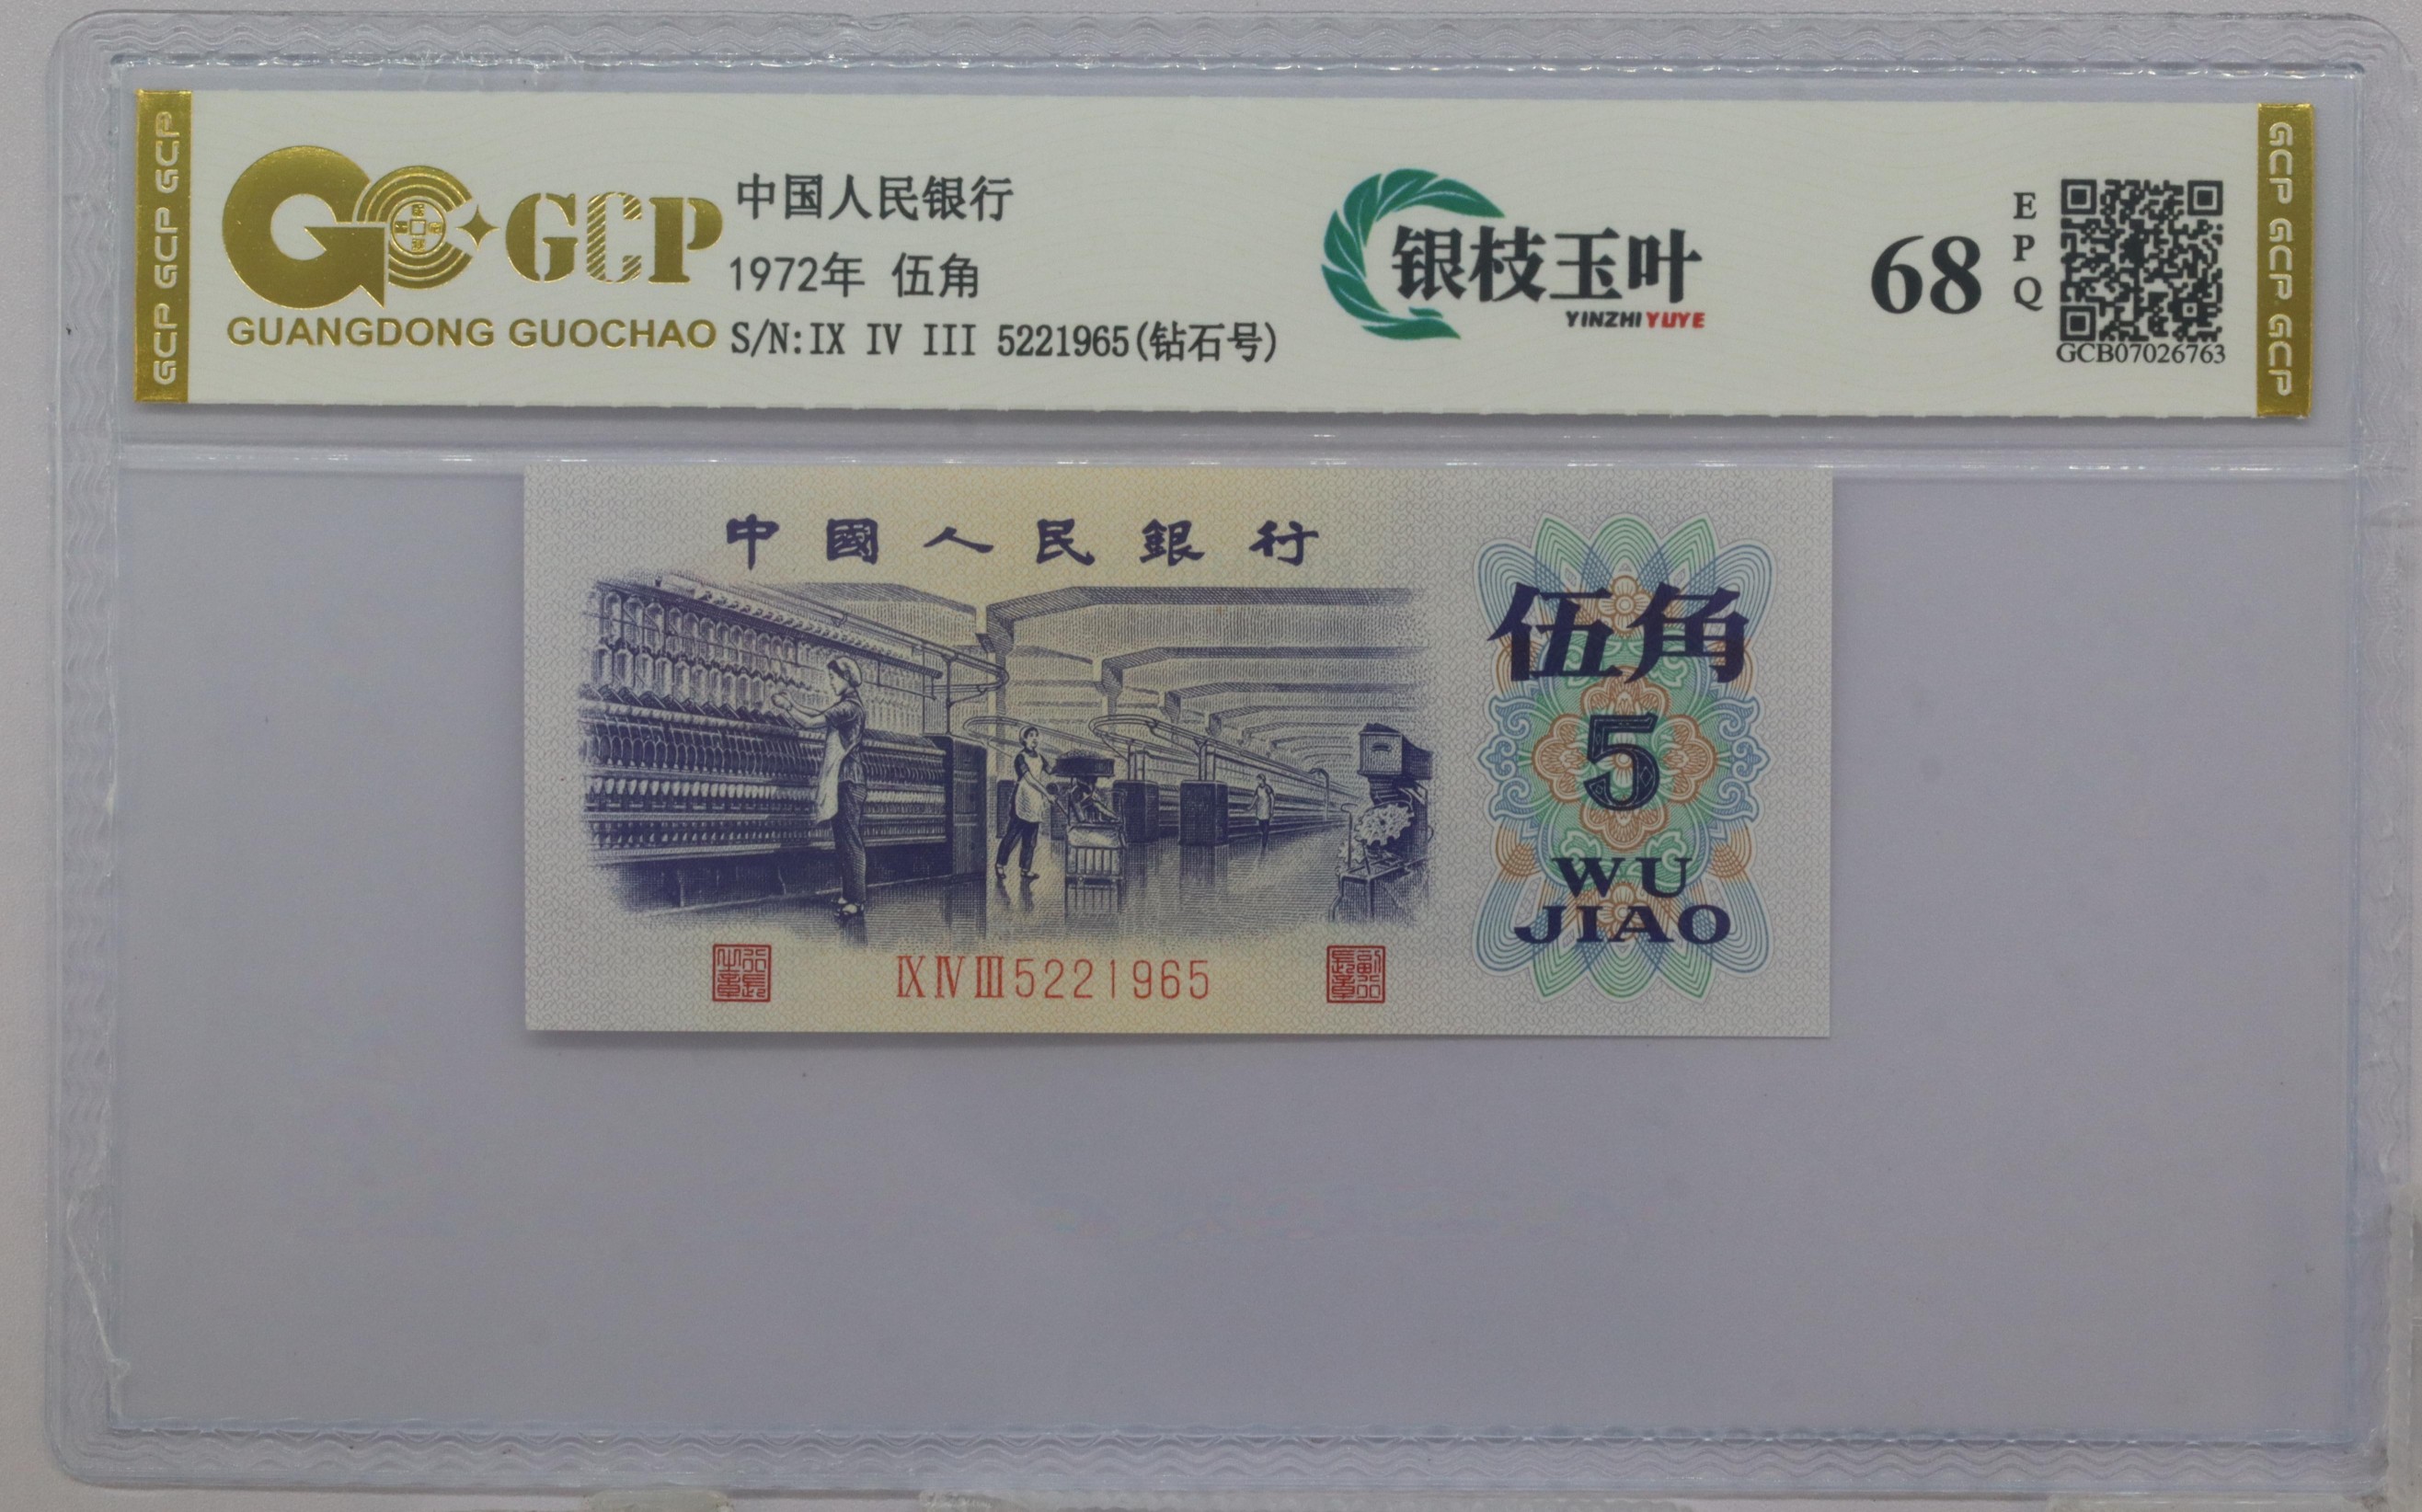 GCP GCP GCP
GCP
GUANGDONG GUOCHAO
中国人民银行
1972年 伍角
S/N:IX IV III 5221965(钻石号)
银枝玉叶
YINZHI YUYE
68
EPQ
GCB07026763
GCP GCP GCP
中國人民銀行
伍角
5
WU
JIAO
IX IV III 5221965